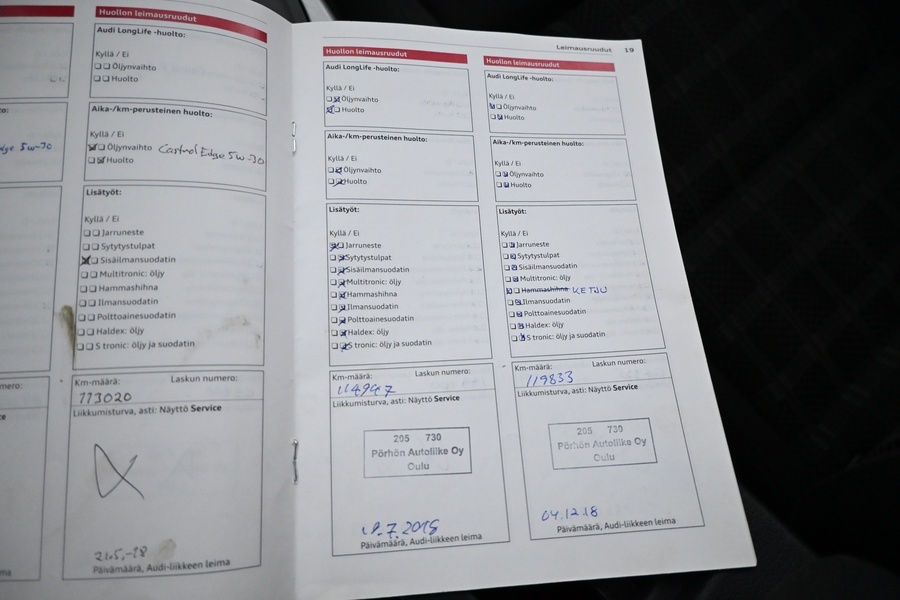 Huollon leimausruudut
Audi LongLife -huolto:
Kyllä / Ei
Öljynvaihto
Huolto
Aika-/km-perusteinen huolto:
Kyllä / Ei
Öljynvaihto Castrol Edge 5w-30
Huolto
Lisätyöt:
Kyllä / Ei
Jarruneste
Sytytystulpat
Sisäilmansuodatin
Multitronic: öljy
Hammashihna
Ilmansuodatin
Polttoainesuodatin
Haldex: öljy
S tronic: öljy ja suodatin
Km-määrä: Laskun numero:
113020
Liikkumisturva, asti: Näyttö Service
21.5.-18
Päivämäärä, Audi-liikkeen leima
Leimausruudut 19
Huollon leimausruudut
Audi LongLife -huolto:
Kyllä / Ei
Öljynvaihto
Huolto
Aika-/km-perusteinen huolto:
Kyllä / Ei
Öljynvaihto
Huolto
Lisätyöt:
Kyllä / Ei
Jarruneste
Sytytystulpat
Sisäilmansuodatin
Multitronic: öljy
Hammashihna
Ilmansuodatin
Polttoainesuodatin
Haldex: öljy
S tronic: öljy ja suodatin
Km-määrä: Laskun numero:
114947
Liikkumisturva, asti: Näyttö Service
205 730
Pörhön Autoliike Oy
Oulu
.7.2018
Päivämäärä, Audi-liikkeen leima
Huollon leimausruudut
Audi LongLife -huolto:
Kyllä / Ei
Öljynvaihto
Huolto
Aika-/km-perusteinen huolto:
Kyllä / Ei
Öljynvaihto
Huolto
Lisätyöt:
Kyllä / Ei
Jarruneste
Sytytystulpat
Sisäilmansuodatin
Multitronic: öljy
Hammashihna KETJU
Ilmansuodatin
Polttoainesuodatin
Haldex: öljy
S tronic: öljy ja suodatin
Km-määrä: Laskun numero:
119833
Liikkumisturva, asti: Näyttö Service
205 730
Pörhön Autoliike Oy
Oulu
04.12.18
Päivämäärä, Audi-liikkeen leima